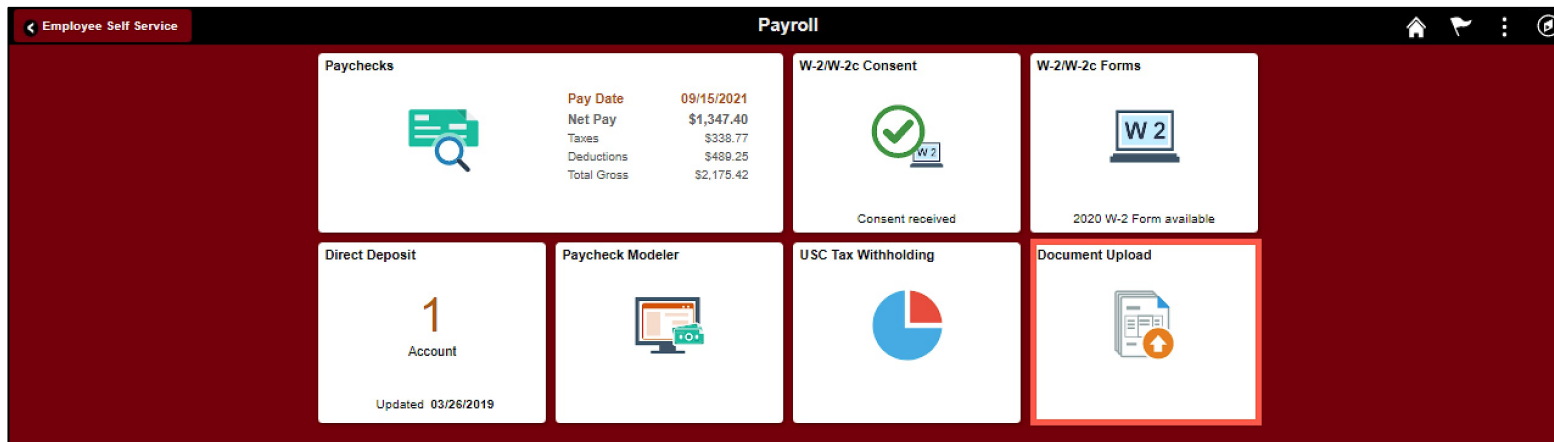 Employee Self Service
Payroll
Paychecks
Pay Date 09/15/2021
Net Pay $1,347.40
Taxes $338.77
Deductions $489.25
Total Gross $2,175.42
W-2/W-2c Consent
W 2
Consent received
W-2/W-2c Forms
W 2
2020 W-2 Form available
Direct Deposit
1
Account
Updated 03/26/2019
Paycheck Modeler
USC Tax Withholding
Document Upload